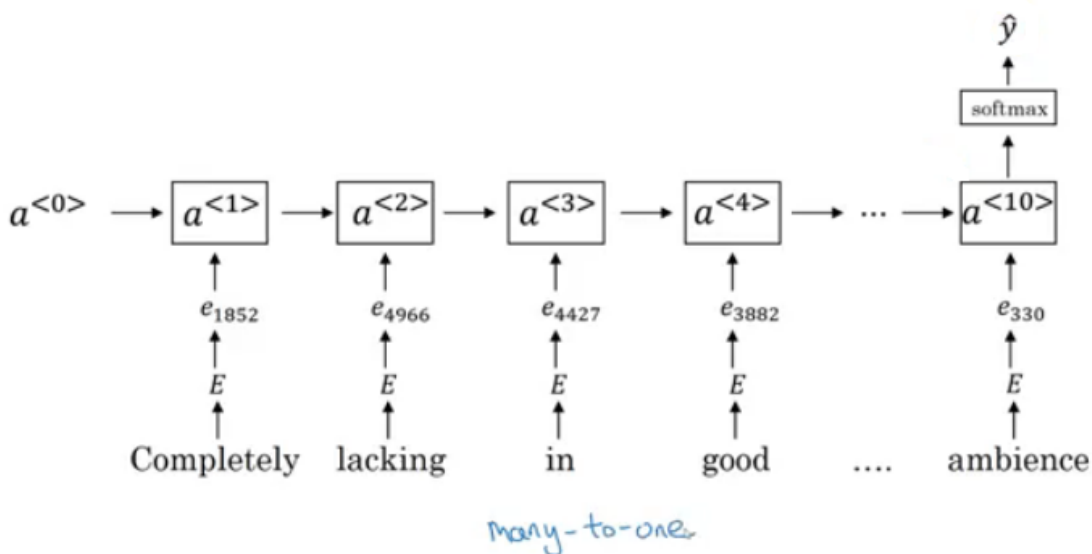 ŷ
softmax
a<0> a<1> a<2> a<3> a<4> ... a<10>
e1852 e4966 e4427 e3882 e330
E E E E E
Completely lacking in good .... ambience
many-to-one